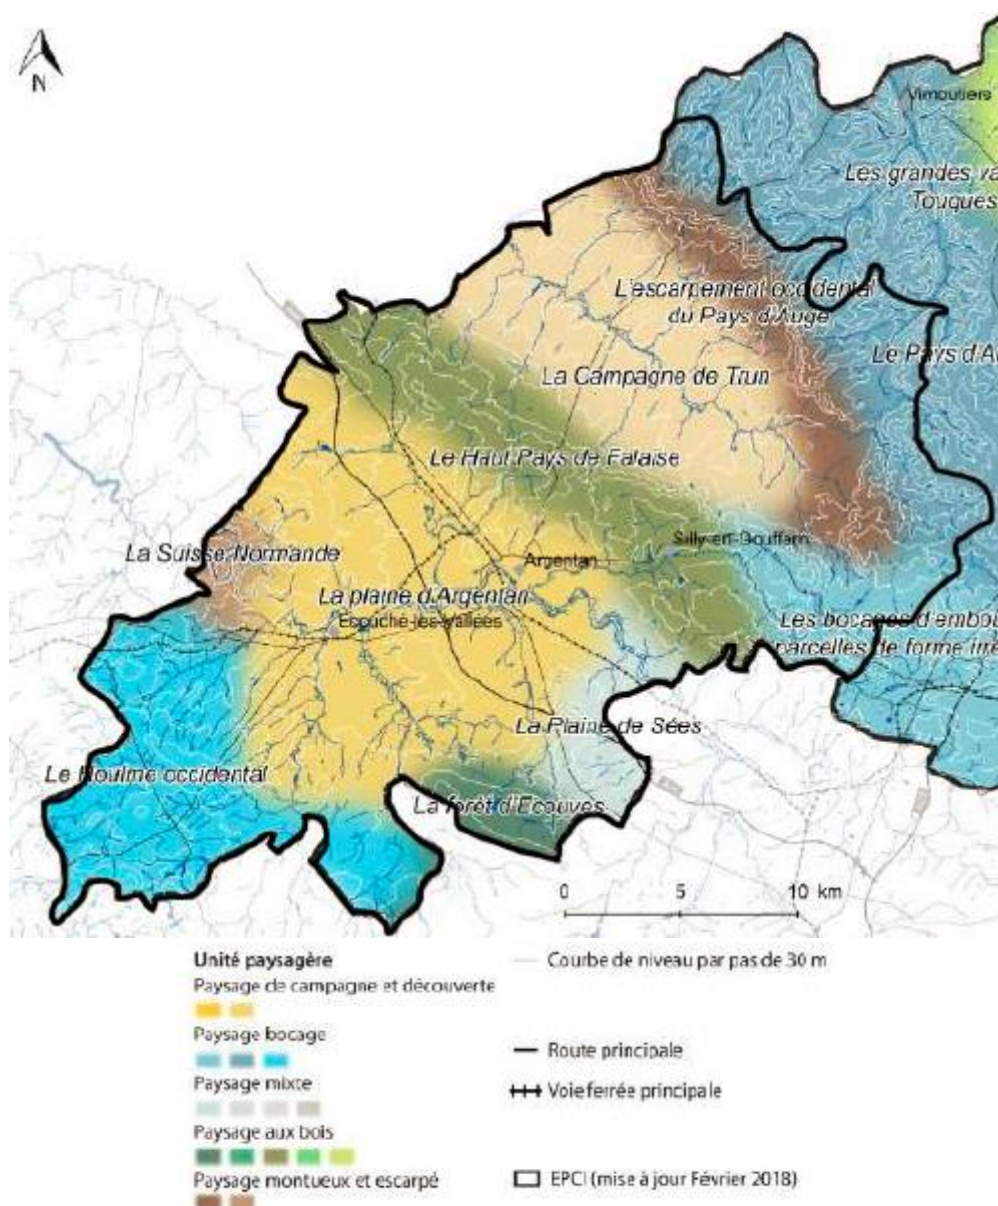 N
Vimoutiers
Les grandes va
Touques
L'escarpement occidental
du Pays d'Auge
Le Pays d'A
La Campagne de Trun
Le Haut Pays de Falaise
La Suisse Normande
Silly-en-Gouffern
Argentan
La plaine d'Argentan
Ecouché-les-Vallées
Les bocages d'embou
parcelles de forme irré
La Plaine de Sées
Le Houlme occidental
La forêt d'Ecouves
0 5 10 km
Unité paysagère
Paysage de campagne et découverte
Paysage bocage
Paysage mixte
Paysage aux bois
Paysage montueux et escarpé
Courbe de niveau par pas de 30 m
Route principale
Voie ferrée principale
EPCI (mise à jour Février 2018)